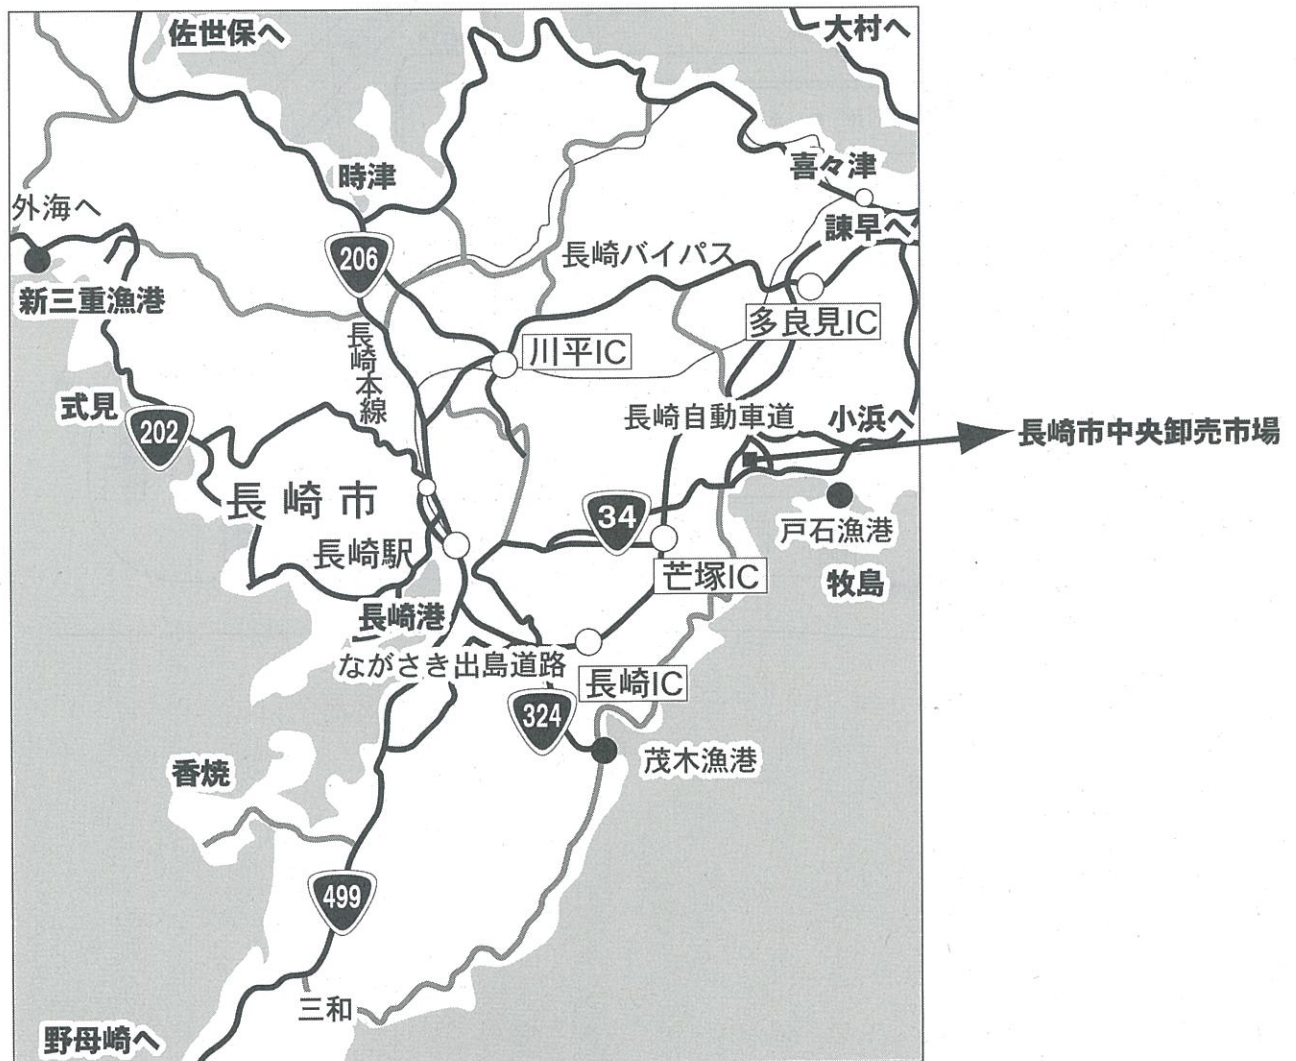 佐世保へ
大村へ
時津
喜々津
外海へ
諫早へ
206
長崎バイパス
新三重漁港
多良見IC
長崎本線
川平IC
式見
202
長崎自動車道
小浜へ
長崎市中央卸売市場
長崎市
34
戸石漁港
長崎駅
芒塚IC
牧島
長崎港
ながさき出島道路
長崎IC
324
香焼
茂木漁港
499
三和
野母崎へ